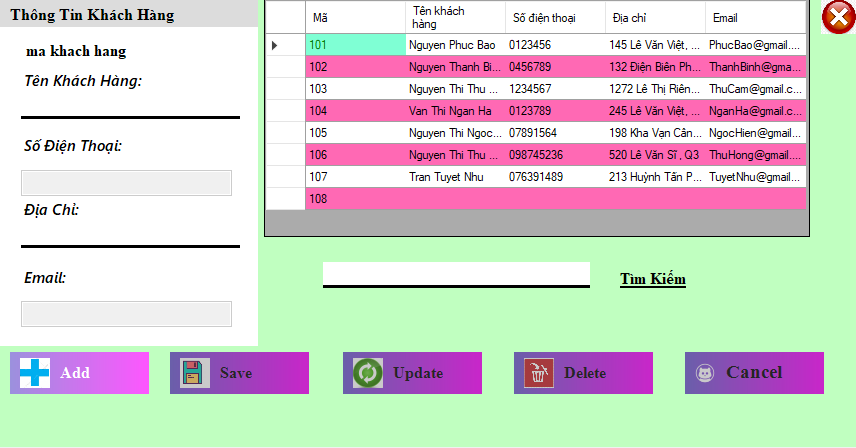 Thông Tin Khách Hàng
ma khach hang
Tên Khách Hàng:
Số Điện Thoại:
Địa Chỉ:
Email:
Mã Tên khách hàng Số điện thoại Địa chỉ Email
101 Nguyen Phuc Bao 0123456 145 Lê Văn Việt, ... PhucBao@gmail....
102 Nguyen Thanh Bi... 0456789 132 Điện Biên Ph... ThanhBinh@gma...
103 Nguyen Thi Thu ... 1234567 1272 Lê Thị Riên... ThuCam@gmail.c...
104 Van Thi Ngan Ha 0123789 245 Lê Văn Việt, ... NganHa@gmail.c...
105 Nguyen Thi Ngoc... 07891564 198 Kha Vạn Cân... NgocHien@gmail...
106 Nguyen Thi Thu ... 098745236 520 Lê Văn Sĩ , Q3 ThuHong@gmail....
107 Tran Tuyet Nhu 076391489 213 Huỳnh Tấn P... TuyetNhu@gmail...
108
Tìm Kiếm
Add Save Update Delete Cancel